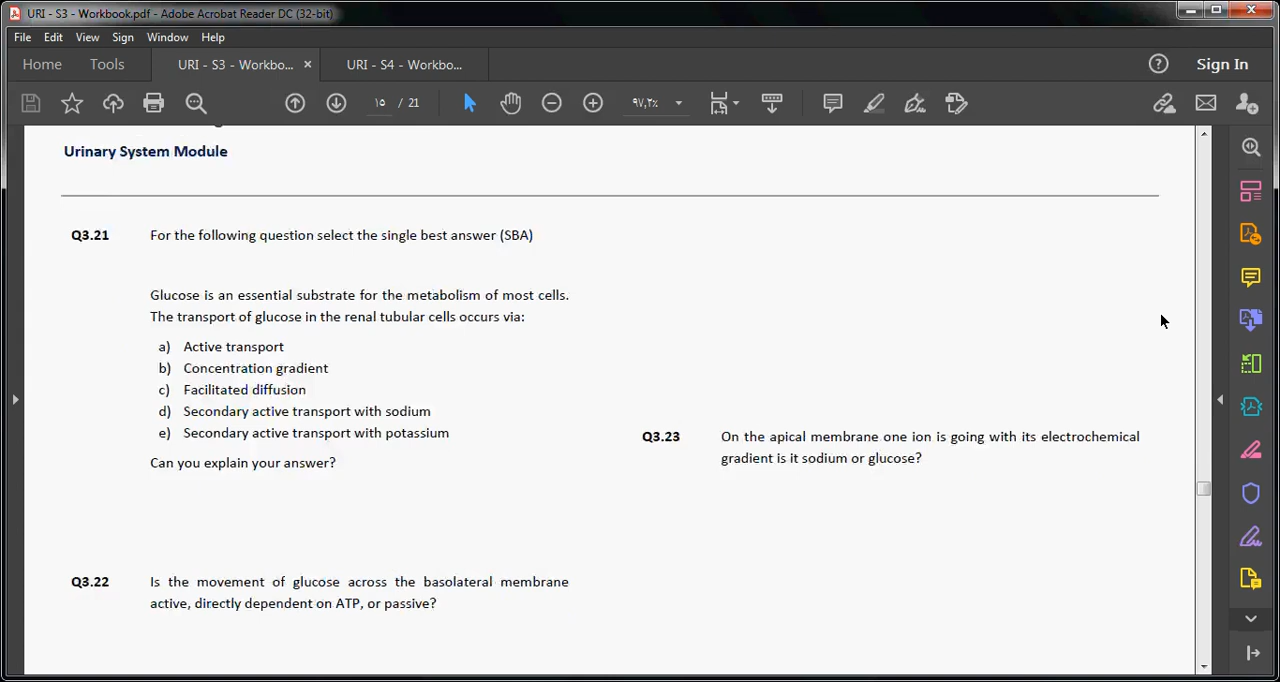 URI - S3 - Workbook.pdf - Adobe Acrobat Reader DC (32-bit)
File Edit View Sign Window Help
Home Tools URI - S3 - Workbo... × URI - S4 - Workbo... Sign In
١٥ / 21 ٩٧,٢٪
Urinary System Module
Q3.21 For the following question select the single best answer (SBA)
Glucose is an essential substrate for the metabolism of most cells.
The transport of glucose in the renal tubular cells occurs via:
a) Active transport
b) Concentration gradient
c) Facilitated diffusion
d) Secondary active transport with sodium
e) Secondary active transport with potassium
Can you explain your answer?
Q3.22 Is the movement of glucose across the basolateral membrane
active, directly dependent on ATP, or passive?
Q3.23 On the apical membrane one ion is going with its electrochemical
gradient is it sodium or glucose?